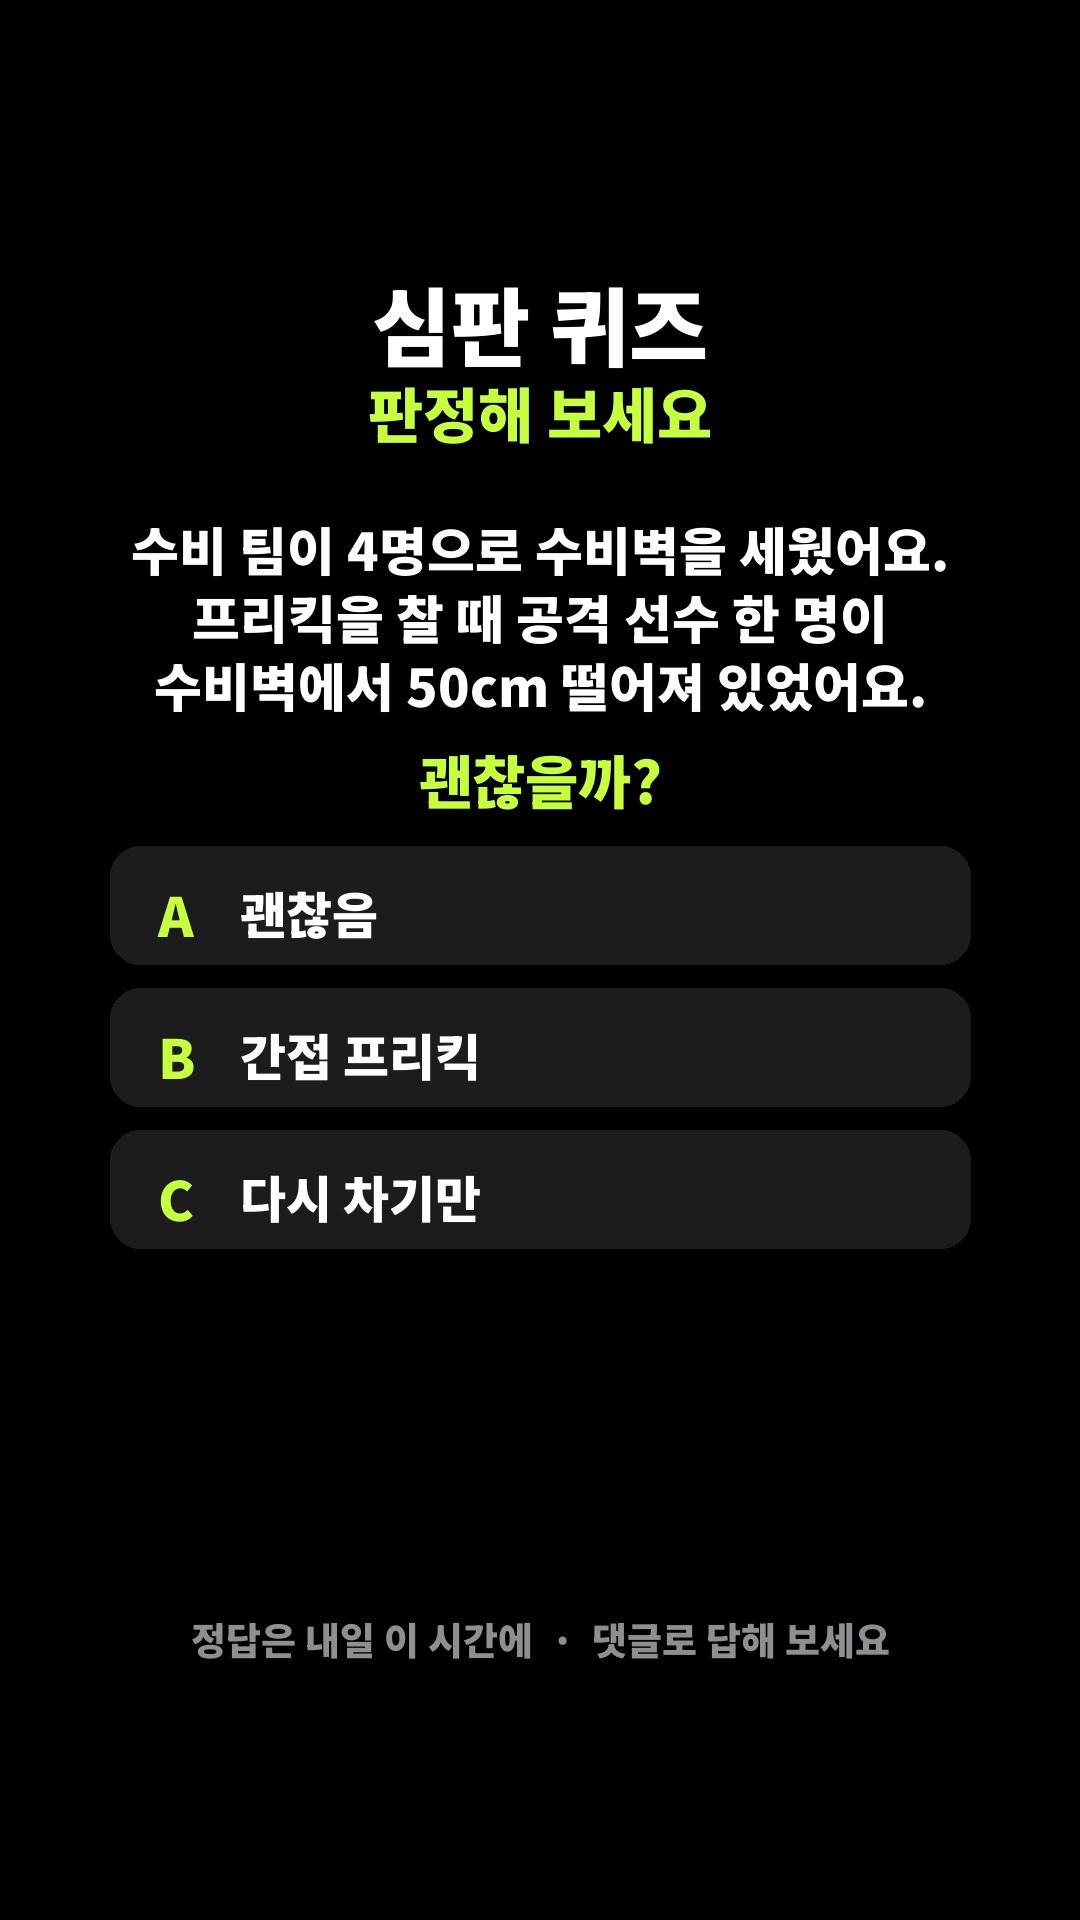 심판 퀴즈
판정해 보세요
수비 팀이 4명으로 수비벽을 세웠어요.
프리킥을 찰 때 공격 선수 한 명이
수비벽에서 50cm 떨어져 있었어요.
괜찮을까?
A 괜찮음
B 간접 프리킥
C 다시 차기만
정답은 내일 이 시간에 · 댓글로 답해 보세요